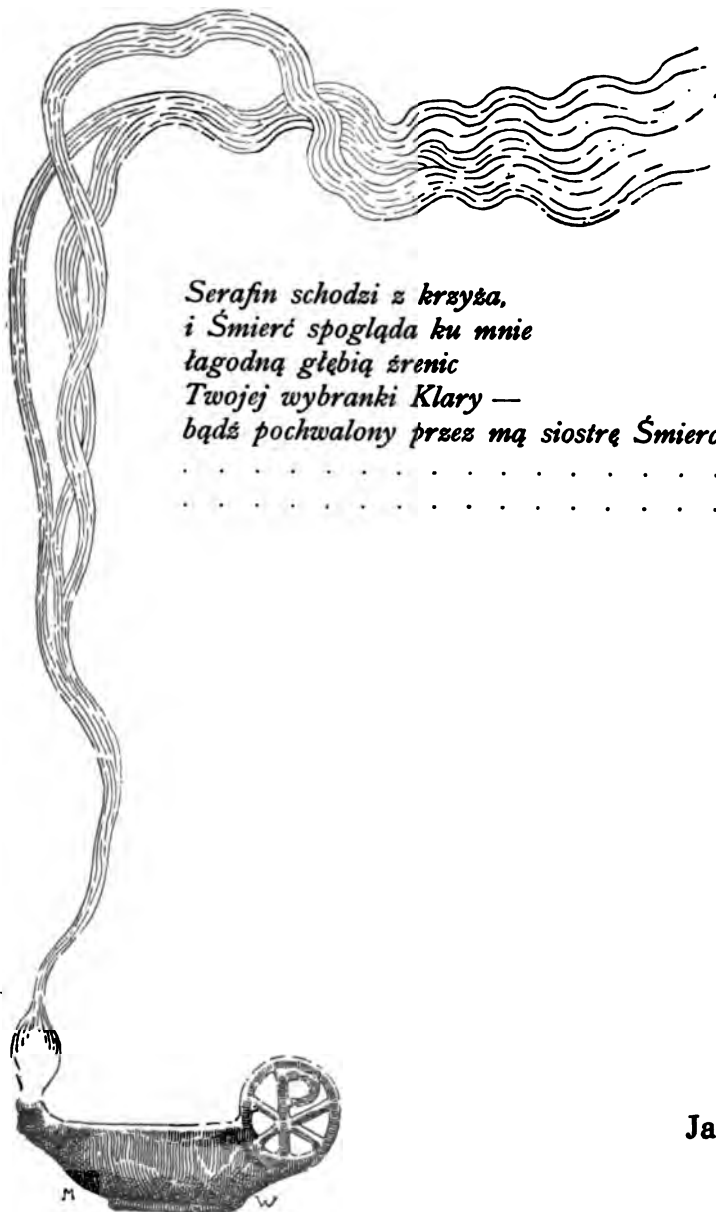 Serafin schodzi z krzyża,
i Śmierć spogląda ku mnie
łagodną głębią źrenic
Twojej wybranki Klary —
bądź pochwalony przez mą siostrę Śmierć
. . . . . . . . . . . . . . . .
. . . . . . . . . . . . . . . .
Ja
M W